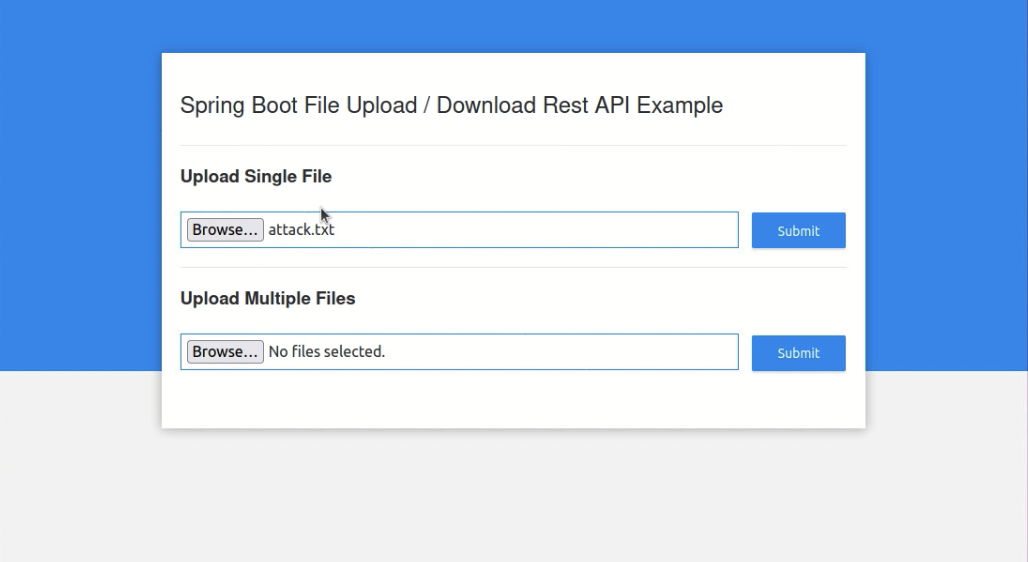 Spring Boot File Upload / Download Rest API Example
Upload Single File
Browse... attack.txt
Submit
Upload Multiple Files
Browse... No files selected.
Submit